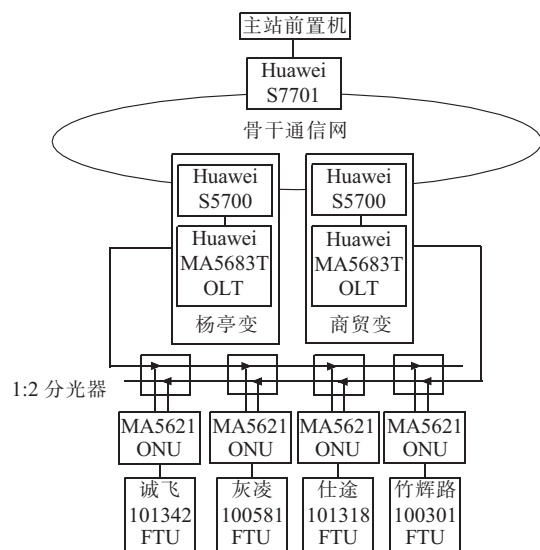 主站前置机
Huawei
S7701
骨干通信网
Huawei
S5700
Huawei
MA5683T
OLT
杨亭变
Huawei
S5700
Huawei
MA5683T
OLT
商贸变
1:2 分光器
MA5621
ONU
MA5621
ONU
MA5621
ONU
MA5621
ONU
诚飞
101342
FTU
灰凌
100581
FTU
仕途
101318
FTU
竹辉路
100301
FTU